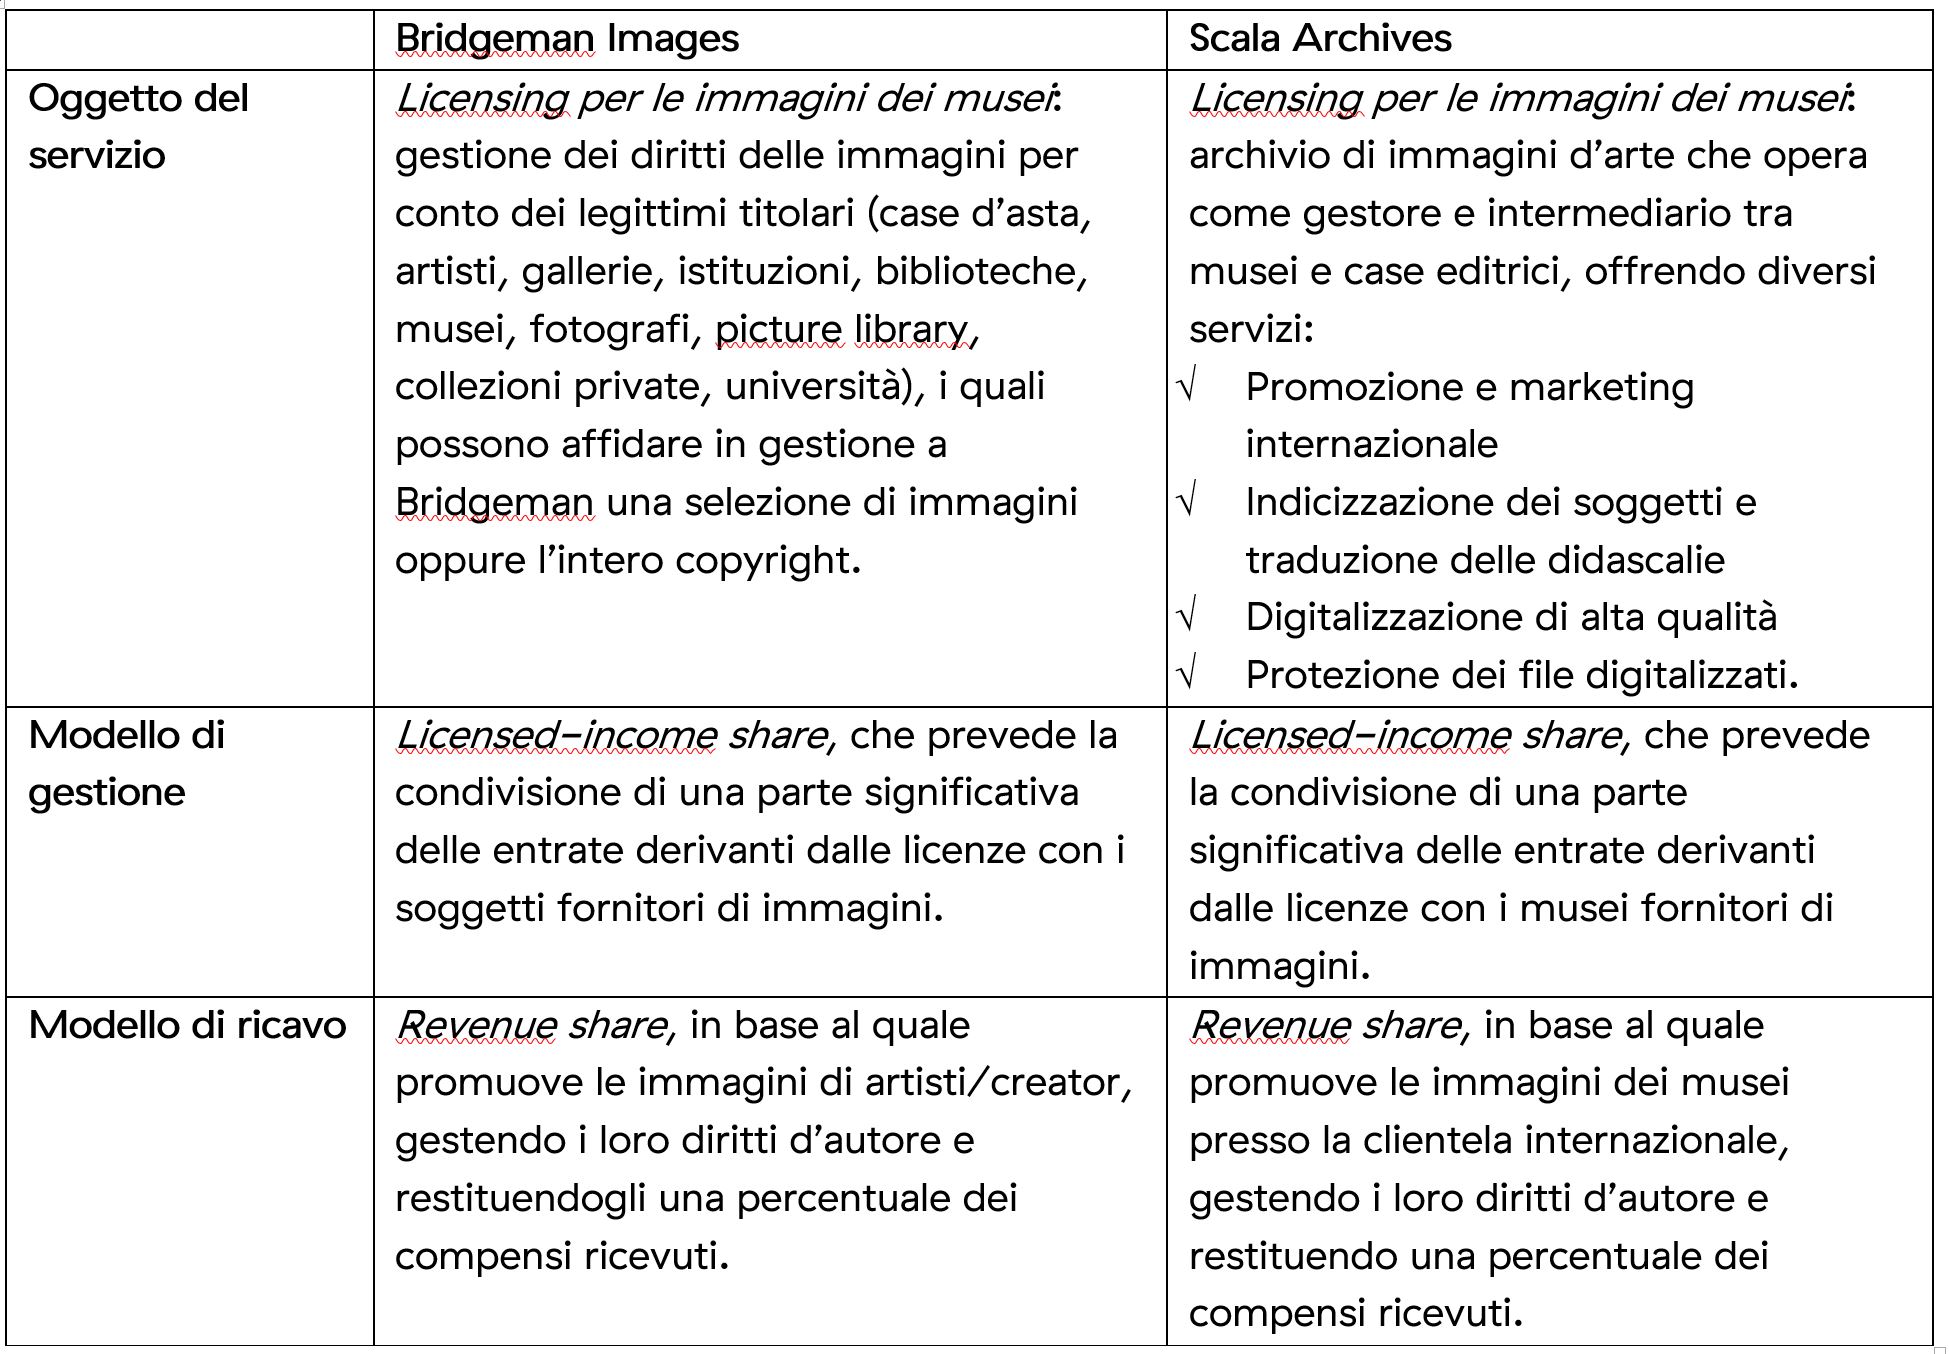 Bridgeman Images
Scala Archives
Oggetto del
servizio
Licensing per le immagini dei musei:
gestione dei diritti delle immagini per
conto dei legittimi titolari (case d’asta,
artisti, gallerie, istituzioni, biblioteche,
musei, fotografi, picture library,
collezioni private, università), i quali
possono affidare in gestione a
Bridgeman una selezione di immagini
oppure l’intero copyright.
Licensing per le immagini dei musei:
archivio di immagini d’arte che opera
come gestore e intermediario tra
musei e case editrici, offrendo diversi
servizi:
√ Promozione e marketing
internazionale
√ Indicizzazione dei soggetti e
traduzione delle didascalie
√ Digitalizzazione di alta qualità
√ Protezione dei file digitalizzati.
Modello di
gestione
Licensed-income share, che prevede la
condivisione di una parte significativa
delle entrate derivanti dalle licenze con i
soggetti fornitori di immagini.
Licensed-income share, che prevede
la condivisione di una parte
significativa delle entrate derivanti
dalle licenze con i musei fornitori di
immagini.
Modello di ricavo
Revenue share, in base al quale
promuove le immagini di artisti/creator,
gestendo i loro diritti d’autore e
restituendogli una percentuale dei
compensi ricevuti.
Revenue share, in base al quale
promuove le immagini dei musei
presso la clientela internazionale,
gestendo i loro diritti d’autore e
restituendo una percentuale dei
compensi ricevuti.